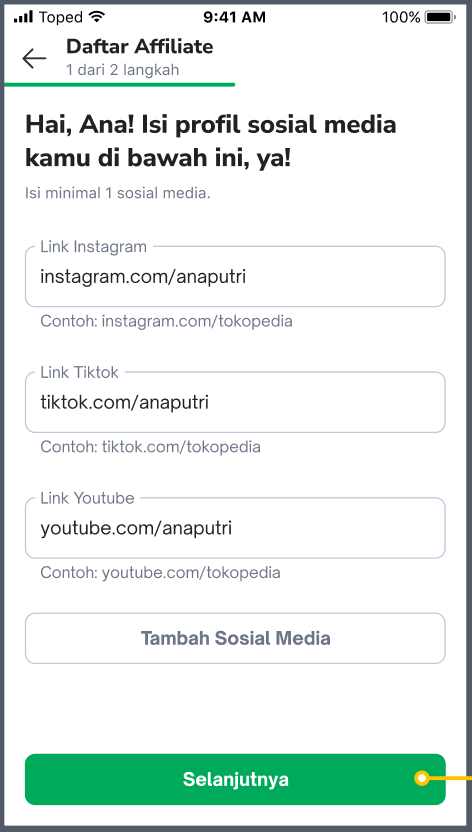 Toped 9:41 AM 100%
Daftar Affiliate
1 dari 2 langkah
Hai, Ana! Isi profil sosial media
kamu di bawah ini, ya!
Isi minimal 1 sosial media.
Link Instagram
instagram.com/anaputri
Contoh: instagram.com/tokopedia
Link Tiktok
tiktok.com/anaputri
Contoh: tiktok.com/tokopedia
Link Youtube
youtube.com/anaputri
Contoh: youtube.com/tokopedia
Tambah Sosial Media
Selanjutnya